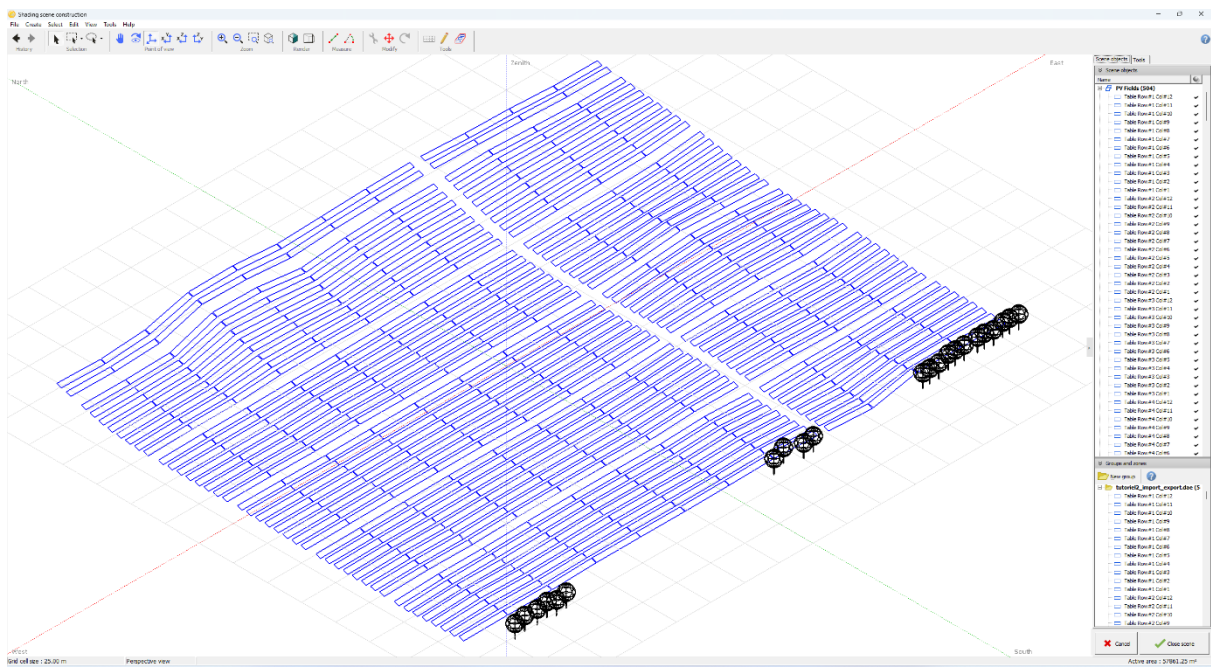 Shading scene construction
File Create Select Edit View Tools Help
History Selection Point of view Zoom Render Measure Modify Tools
North
Zenith
East
West
South
Scene objects Tools
Scene objects
Name
PV Fields (504)
Table Row#1 Col#12
Table Row#1 Col#11
Table Row#1 Col#10
Table Row#1 Col#9
Table Row#1 Col#8
Table Row#1 Col#7
Table Row#1 Col#6
Table Row#1 Col#5
Table Row#1 Col#4
Table Row#1 Col#3
Table Row#1 Col#2
Table Row#1 Col#1
Table Row#2 Col#12
Table Row#2 Col#11
Table Row#2 Col#10
Table Row#2 Col#9
Table Row#2 Col#8
Table Row#2 Col#7
Table Row#2 Col#6
Table Row#2 Col#5
Table Row#2 Col#4
Table Row#2 Col#3
Table Row#2 Col#2
Table Row#2 Col#1
Table Row#3 Col#12
Table Row#3 Col#11
Table Row#3 Col#10
Table Row#3 Col#9
Table Row#3 Col#8
Table Row#3 Col#7
Table Row#3 Col#6
Table Row#3 Col#5
Table Row#3 Col#4
Table Row#3 Col#3
Table Row#3 Col#2
Table Row#3 Col#1
Table Row#4 Col#12
Table Row#4 Col#11
Table Row#4 Col#10
Table Row#4 Col#9
Table Row#4 Col#8
Table Row#4 Col#7
Table Row#4 Col#6
Groups and zones
New group
tutoriel2_import_export.dae (5
Table Row#1 Col#12
Table Row#1 Col#11
Table Row#1 Col#10
Table Row#1 Col#9
Table Row#1 Col#8
Table Row#1 Col#7
Table Row#1 Col#6
Table Row#1 Col#5
Table Row#1 Col#4
Table Row#1 Col#3
Table Row#1 Col#2
Table Row#1 Col#1
Table Row#2 Col#12
Table Row#2 Col#11
Table Row#2 Col#10
Table Row#2 Col#9
Cancel Close scene
Grid cell size : 25.00 m Perspective view Active area : 57861.25 m²